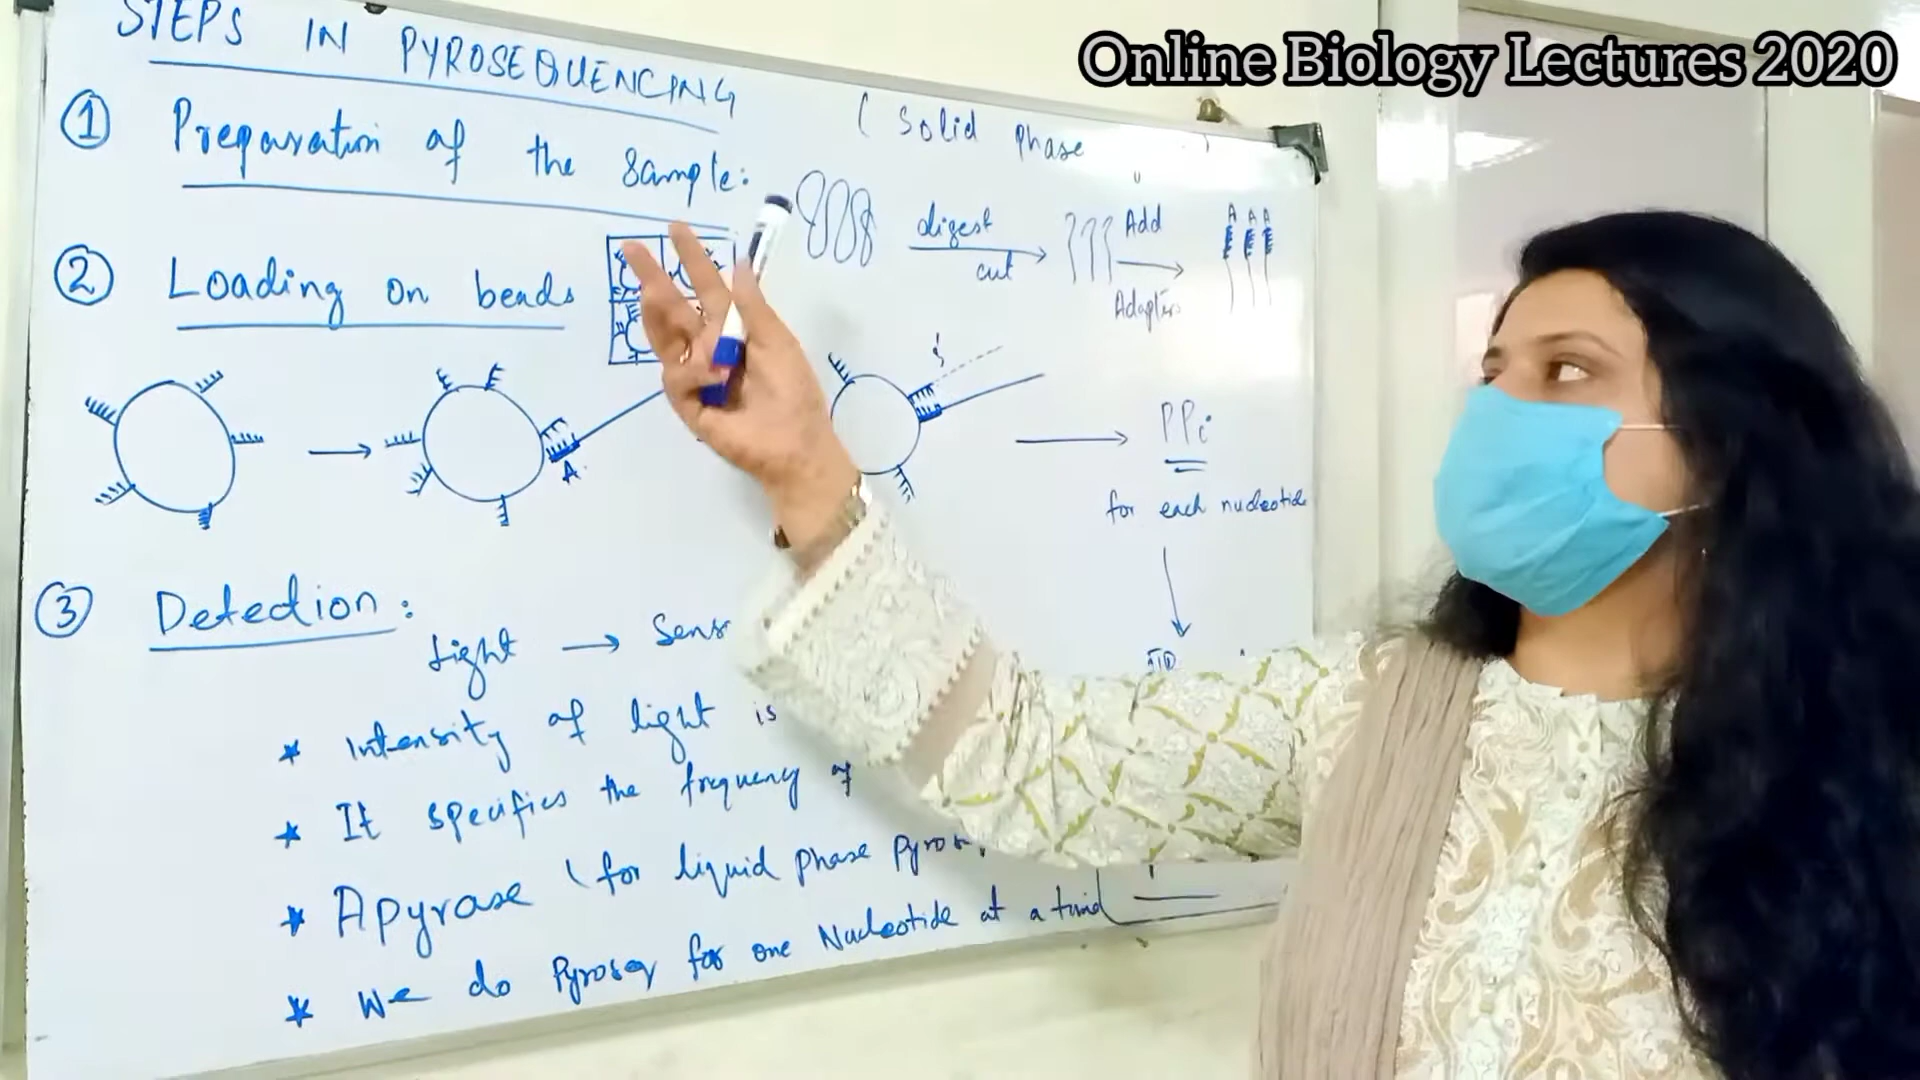 Online Biology Lectures 2020
STEPS IN PYROSEQUENCING
( Solid Phase )
① Preparation of the Sample:
digest
cut
Add
Adapters
A A A
② Loading on beads
A
PPi
for each nucleotide
③ Detection:
Light → Sens
* Intensity of light is
* It specifies the frequency of
* Apyrase (for liquid phase Pyros
* We do Pyroseq for one Nucleotide at a time